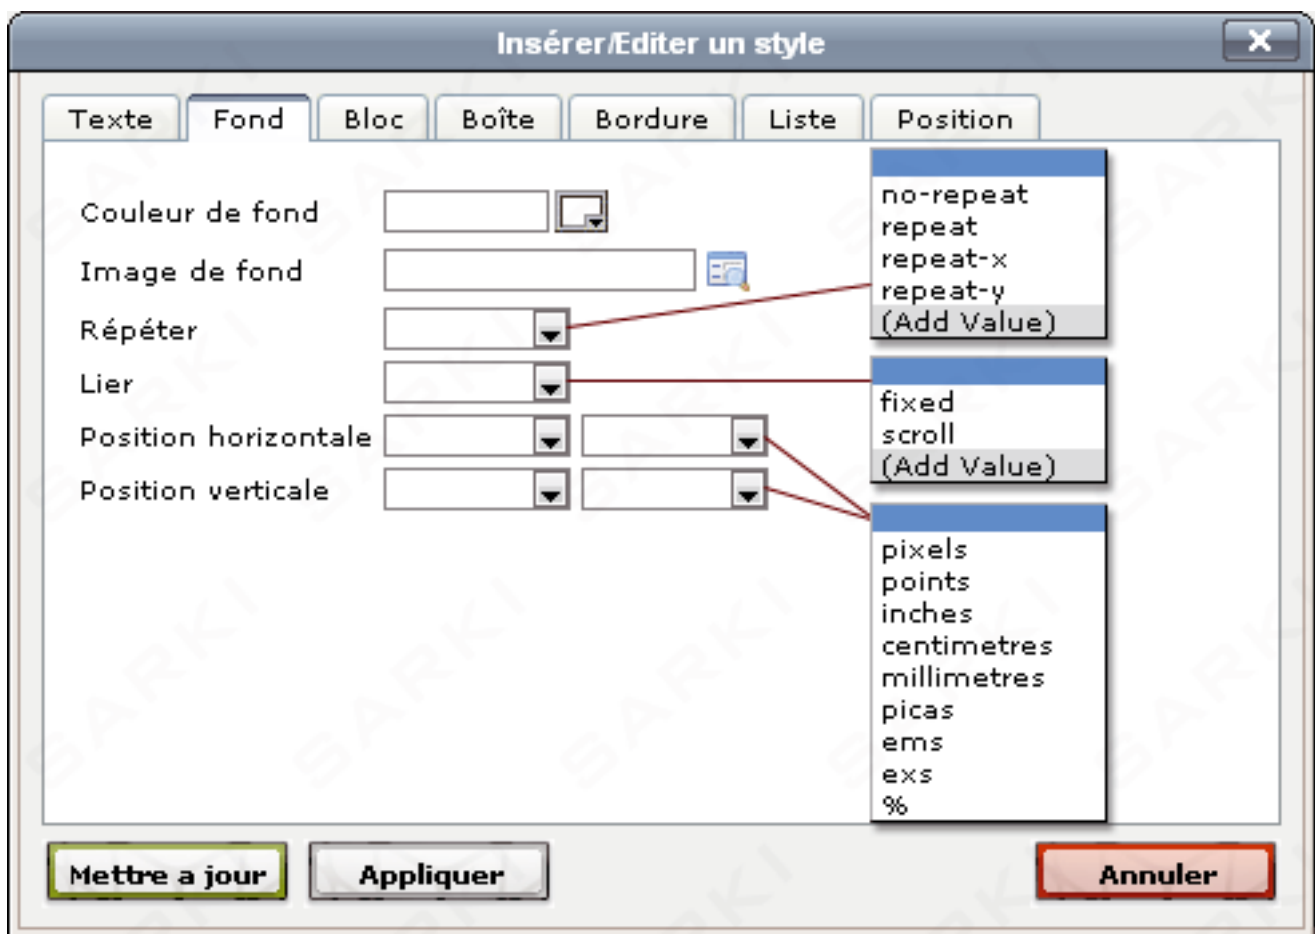 Insérer/Editer un style
Texte Fond Bloc Boîte Bordure Liste Position
Couleur de fond
Image de fond
Répéter
Lier
Position horizontale
Position verticale
no-repeat
repeat
repeat-x
repeat-y
(Add Value)
fixed
scroll
(Add Value)
pixels
points
inches
centimetres
millimetres
picas
ems
exs
%
Mettre a jour Appliquer Annuler
SARKI